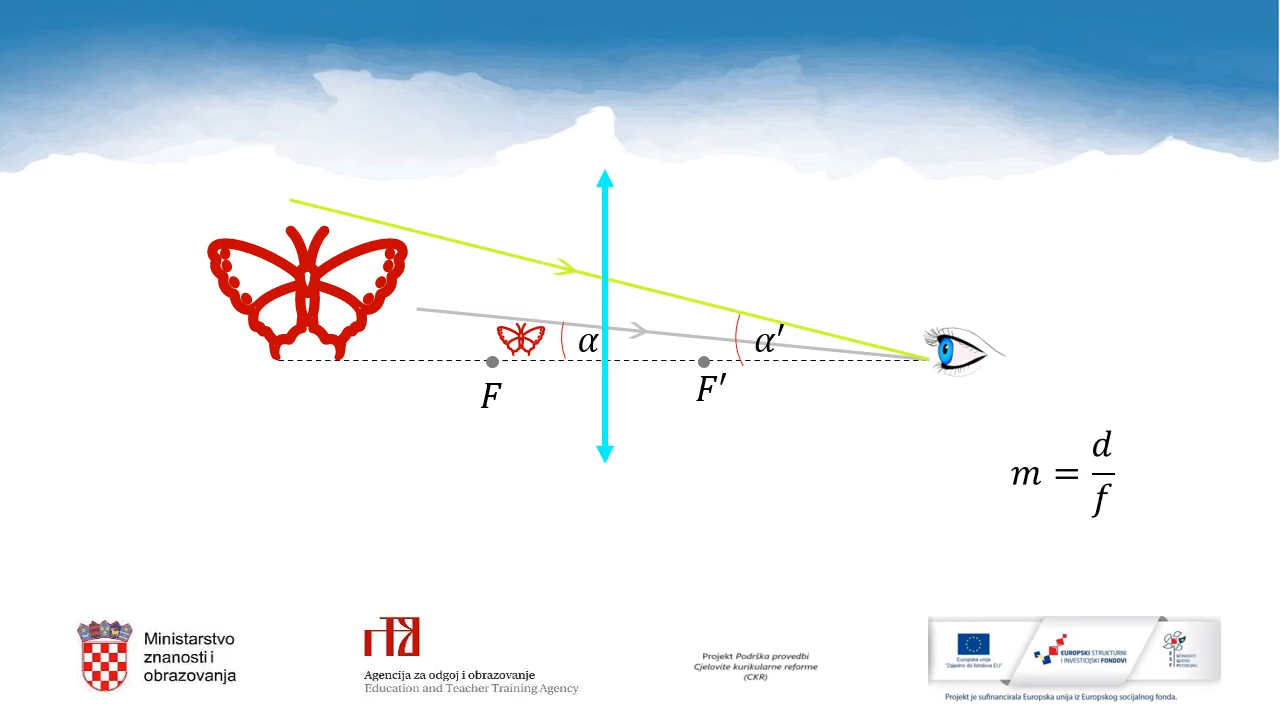 α
α′
F
F′
m = d/f
Ministarstvo
znanosti i
obrazovanja
Agencija za odgoj i obrazovanje
Education and Teacher Training Agency
Projekt Podrška provedbi
Cjelovite kurikularne reforme
(CKR)
Europska unija
"Zajedno do fondova EU"
EUROPSKI STRUKTURNI
I INVESTICIJSKI FONDOVI
Projekt je sufinancirala Europska unija iz Europskog socijalnog fonda.